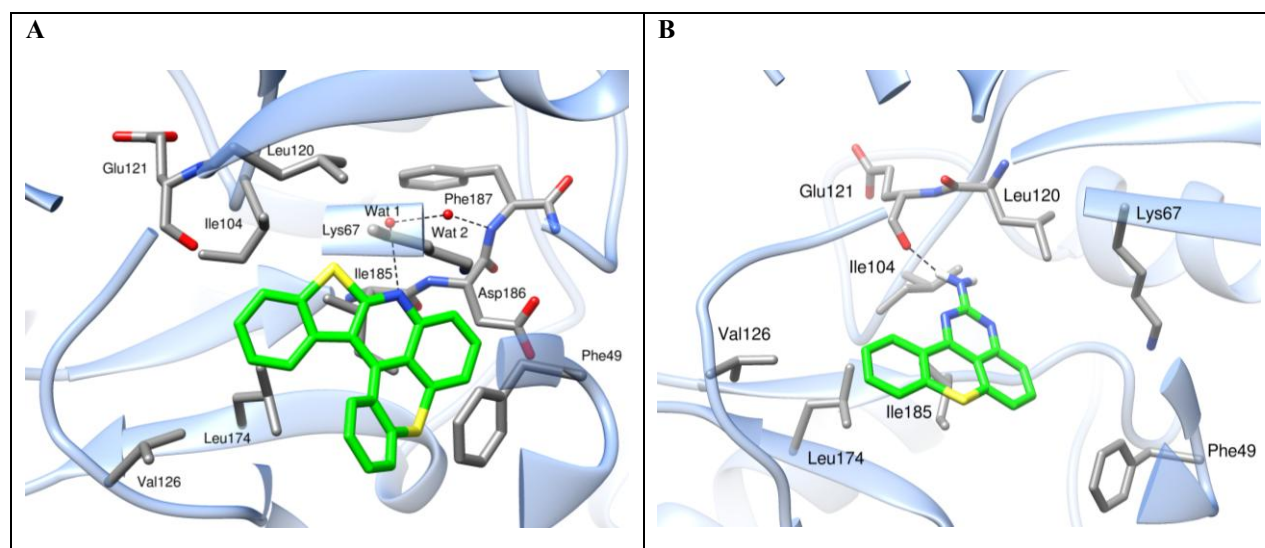 A
Leu120
Glu121
Phe187
Wat 1
Ile104
Lys67
Wat 2
Ile185
Asp186
Phe49
Leu174
Val126
B
Glu121
Leu120
Lys67
Ile104
Val126
Ile185
Phe49
Leu174